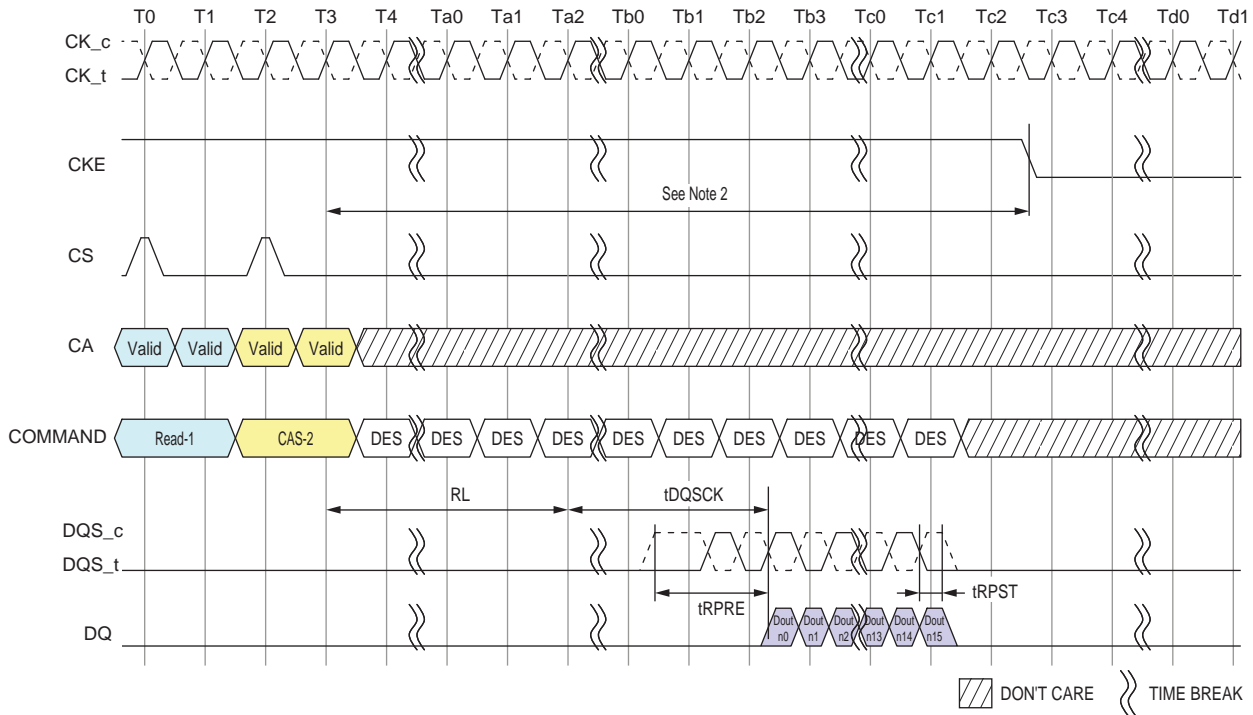 T0 T1 T2 T3 T4 Ta0 Ta1 Ta2 Tb0 Tb1 Tb2 Tb3 Tc0 Tc1 Tc2 Tc3 Tc4 Td0 Td1
CK_c
CK_t
CKE
See Note 2
CS
CA Valid Valid Valid Valid
COMMAND Read-1 CAS-2 DES DES DES DES DES DES DES DES DES DES
RL tDQSCK
DQS_c
DQS_t
tRPRE tRPST
DQ Dout n0 Dout n1 Dout n2 Dout n13 Dout n14 Dout n15
DON'T CARE TIME BREAK